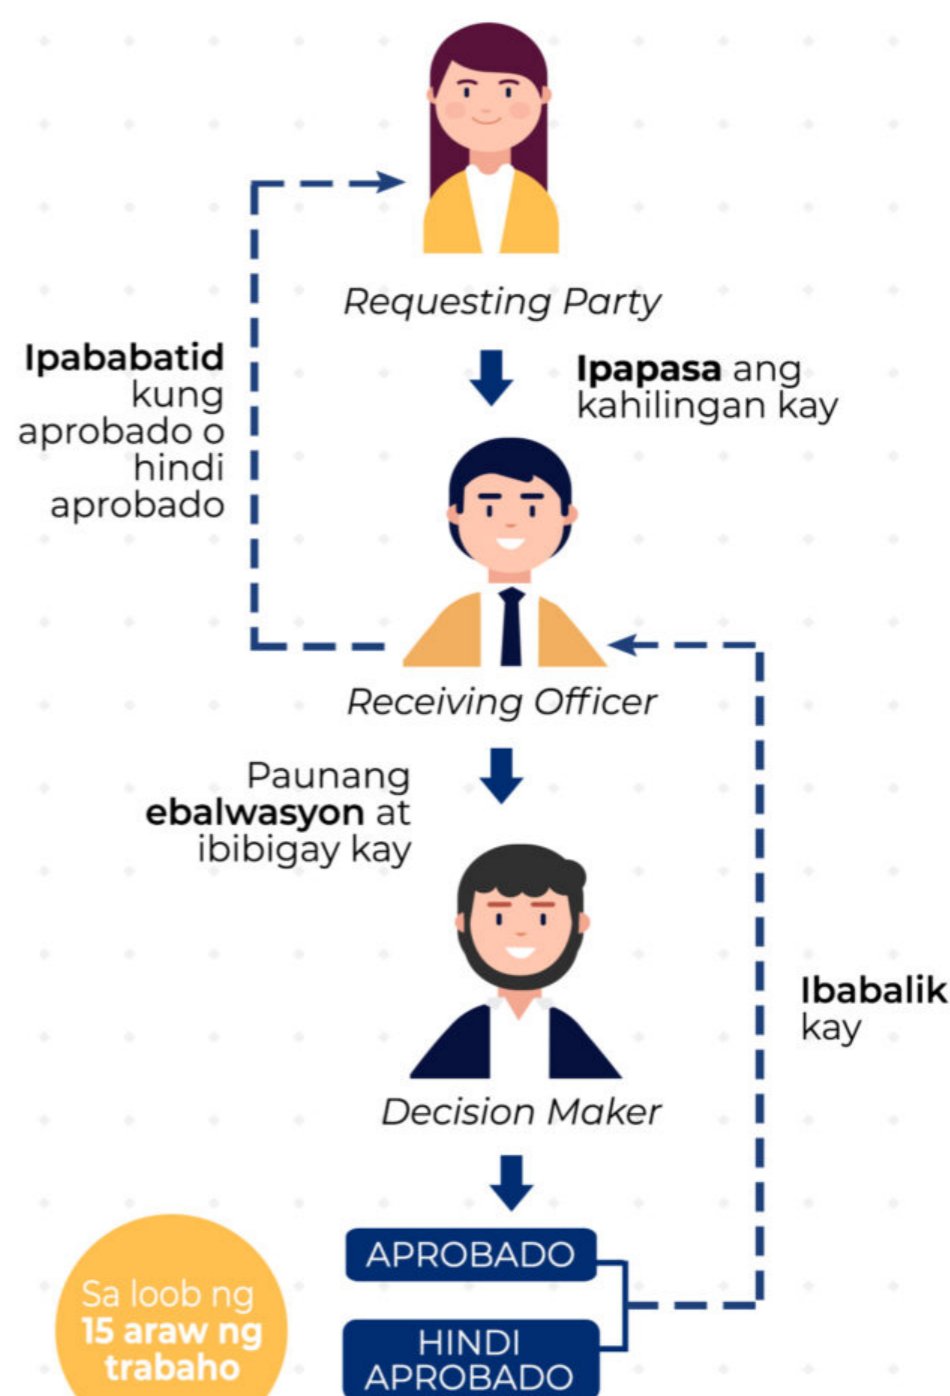 Requesting Party
Ipapasa ang
kahilingan kay
Ipababatid
kung
aprobado o
hindi
aprobado
Receiving Officer
Paunang
ebalwasyon at
ibibigay kay
Decision Maker
Ibabalik
kay
APROBADO
HINDI
APROBADO
Sa loob ng
15 araw ng
trabaho